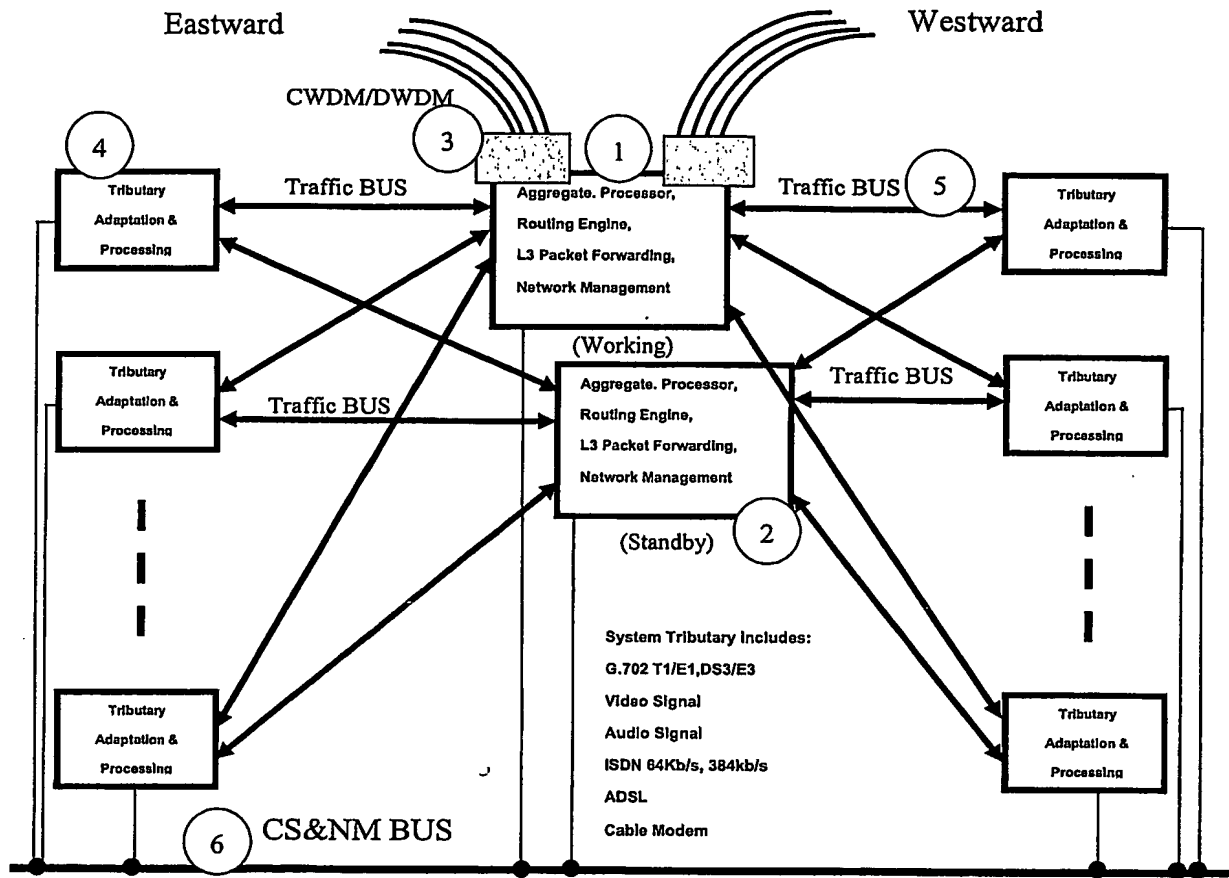 Eastward
Westward
CWDM/DWDM
3
1
4
Tributary
Adaptation &
Processing
Traffic BUS
Aggregate. Processor,
Routing Engine,
L3 Packet Forwarding,
Network Management
Traffic BUS
5
Tributary
Adaptation &
Processing
(Working)
Tributary
Adaptation &
Processing
Traffic BUS
Aggregate. Processor,
Routing Engine,
L3 Packet Forwarding,
Network Management
Traffic BUS
Tributary
Adaptation &
Processing
(Standby)
2
System Tributary Includes:
G.702 T1/E1,DS3/E3
Video Signal
Audio Signal
ISDN 64Kb/s, 384kb/s
ADSL
Cable Modem
Tributary
Adaptation &
Processing
Tributary
Adaptation &
Processing
6
CS&NM BUS